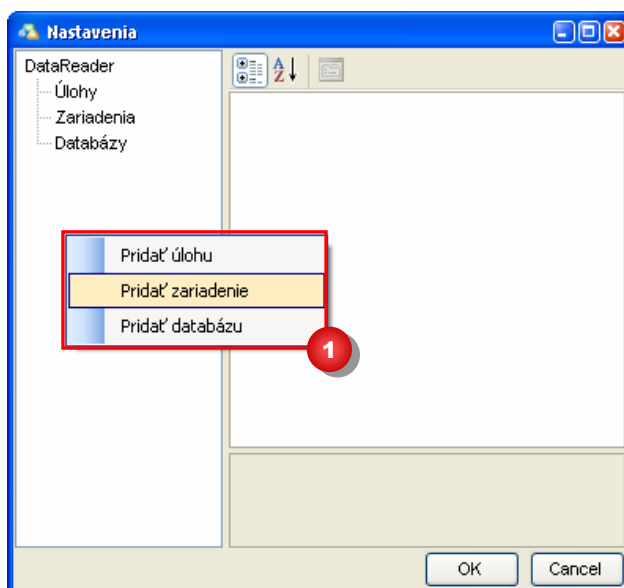 Nastavenia
DataReader
Úlohy
Zariadenia
Databázy
A
Z
Pridať úlohu
Pridať zariadenie
Pridať databázu
1
OK
Cancel